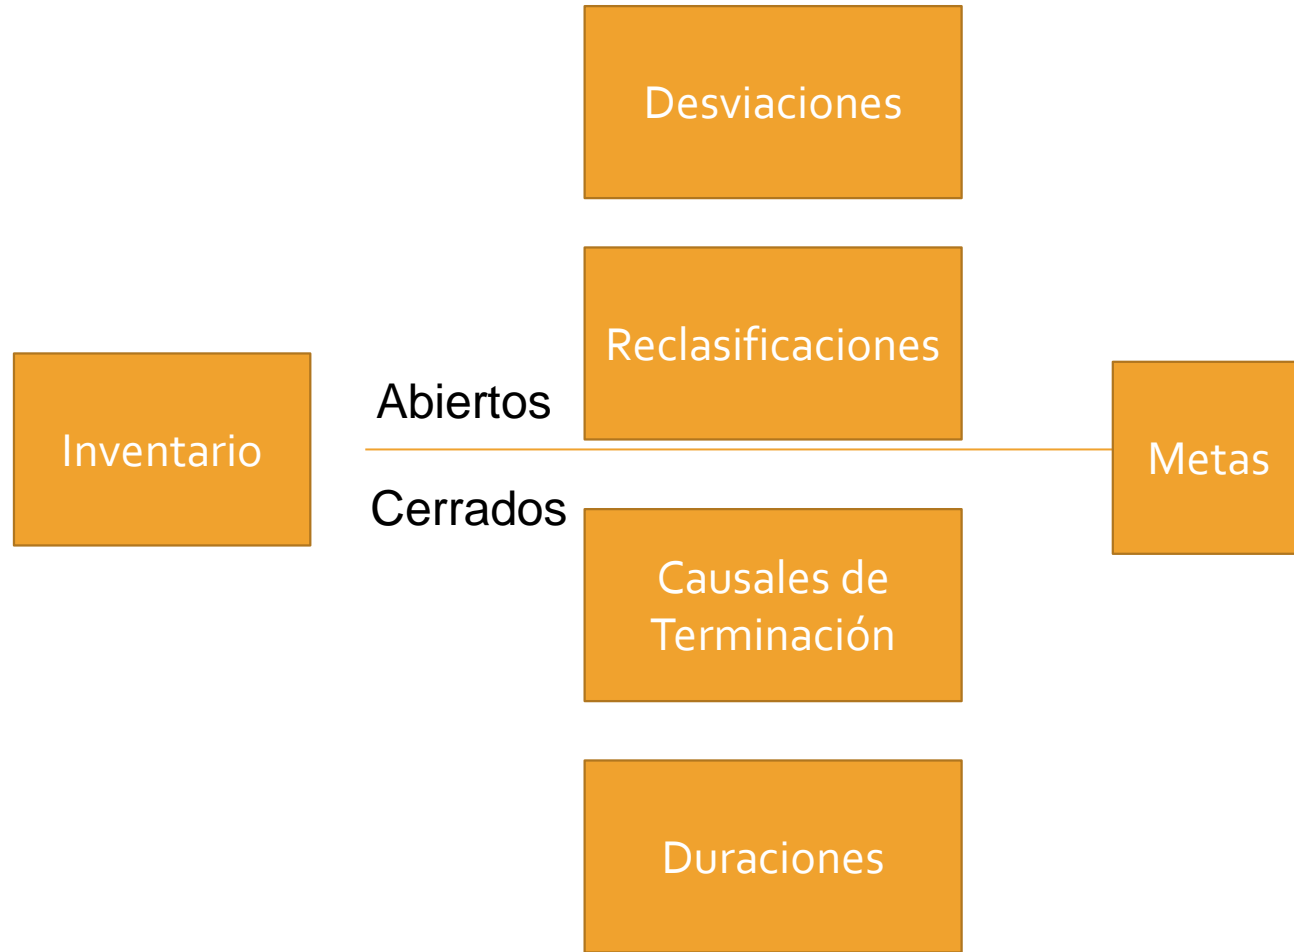 Desviaciones
Reclasificaciones
Abiertos
Inventario
Metas
Cerrados
Causales de
Terminación
Duraciones